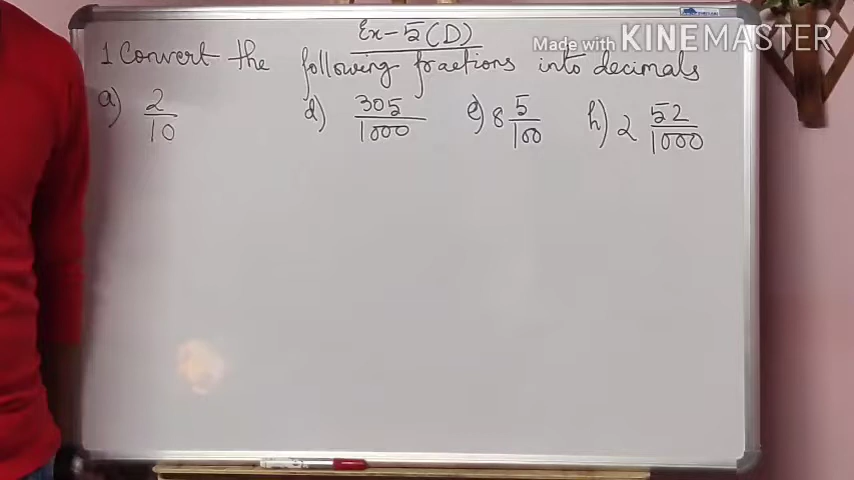 Ex-5(D)
Made with KINEMASTER
1 Convert the following fractions into decimals
a) 2/10 d) 305/1000 e) 8 5/100 h) 2 52/1000